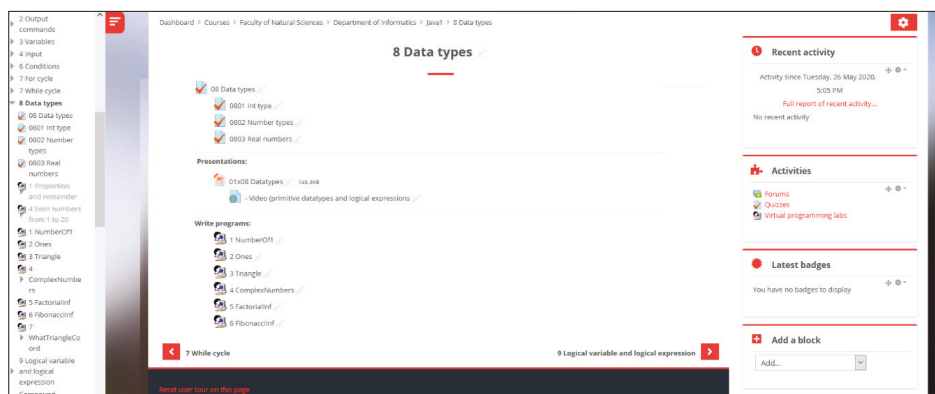 2 Output
commands
3 Variables
4 Input
6 Conditions
7 For cycle
7 While cycle
8 Data types
08 Data types
0801 Int type
0802 Number
types
0803 Real
numbers
1 Proportion
and remainder
4 Even numbers
from 1 to 20
1 NumberOf1
2 Ones
3 Triangle
4
ComplexNumbe
rs
5 FactorialInf
6 FibonacciInf
7
WhatTriangleCo
ord
9 Logical variable
and logical
expression
Compound
Dashboard > Courses > Faculty of Natural Sciences > Department of Informatics > Java1 > 8 Data types
8 Data types
08 Data types
0801 Int type
0802 Number types
0803 Real numbers
Presentations:
01x08 Datatypes
- Video (primitive datatypes and logical expressions
Write programs:
1 NumberOf1
2 Ones
3 Triangle
4 ComplexNumbers
5 FactorialInf
6 FibonacciInf
7 While cycle
9 Logical variable and logical expression
Reset user tour on this page
Recent activity
Activity since Tuesday, 26 May 2020,
5:05 PM
Full report of recent activity...
No recent activity
Activities
Forums
Quizzes
Virtual programming labs
Latest badges
You have no badges to display
Add a block
Add...